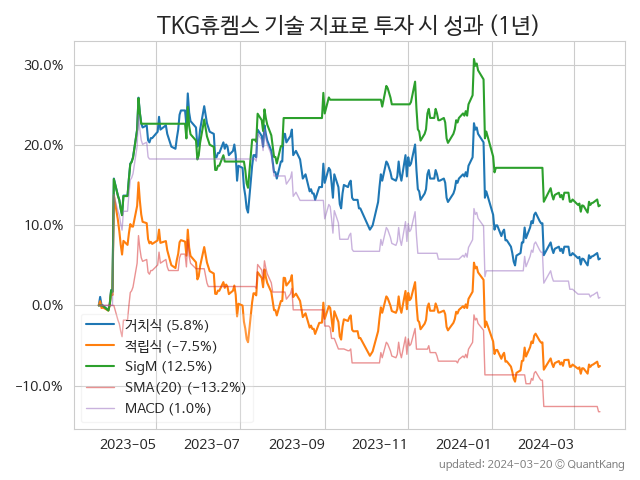 TKG휴켐스 기술 지표로 투자 시 성과 (1년)
30.0%
20.0%
10.0%
0.0%
−10.0%
거치식 (5.8%)
적립식 (−7.5%)
SigM (12.5%)
SMA(20) (−13.2%)
MACD (1.0%)
2023-05 2023-07 2023-09 2023-11 2024-01 2024-03
updated: 2024-03-20 © QuantKang